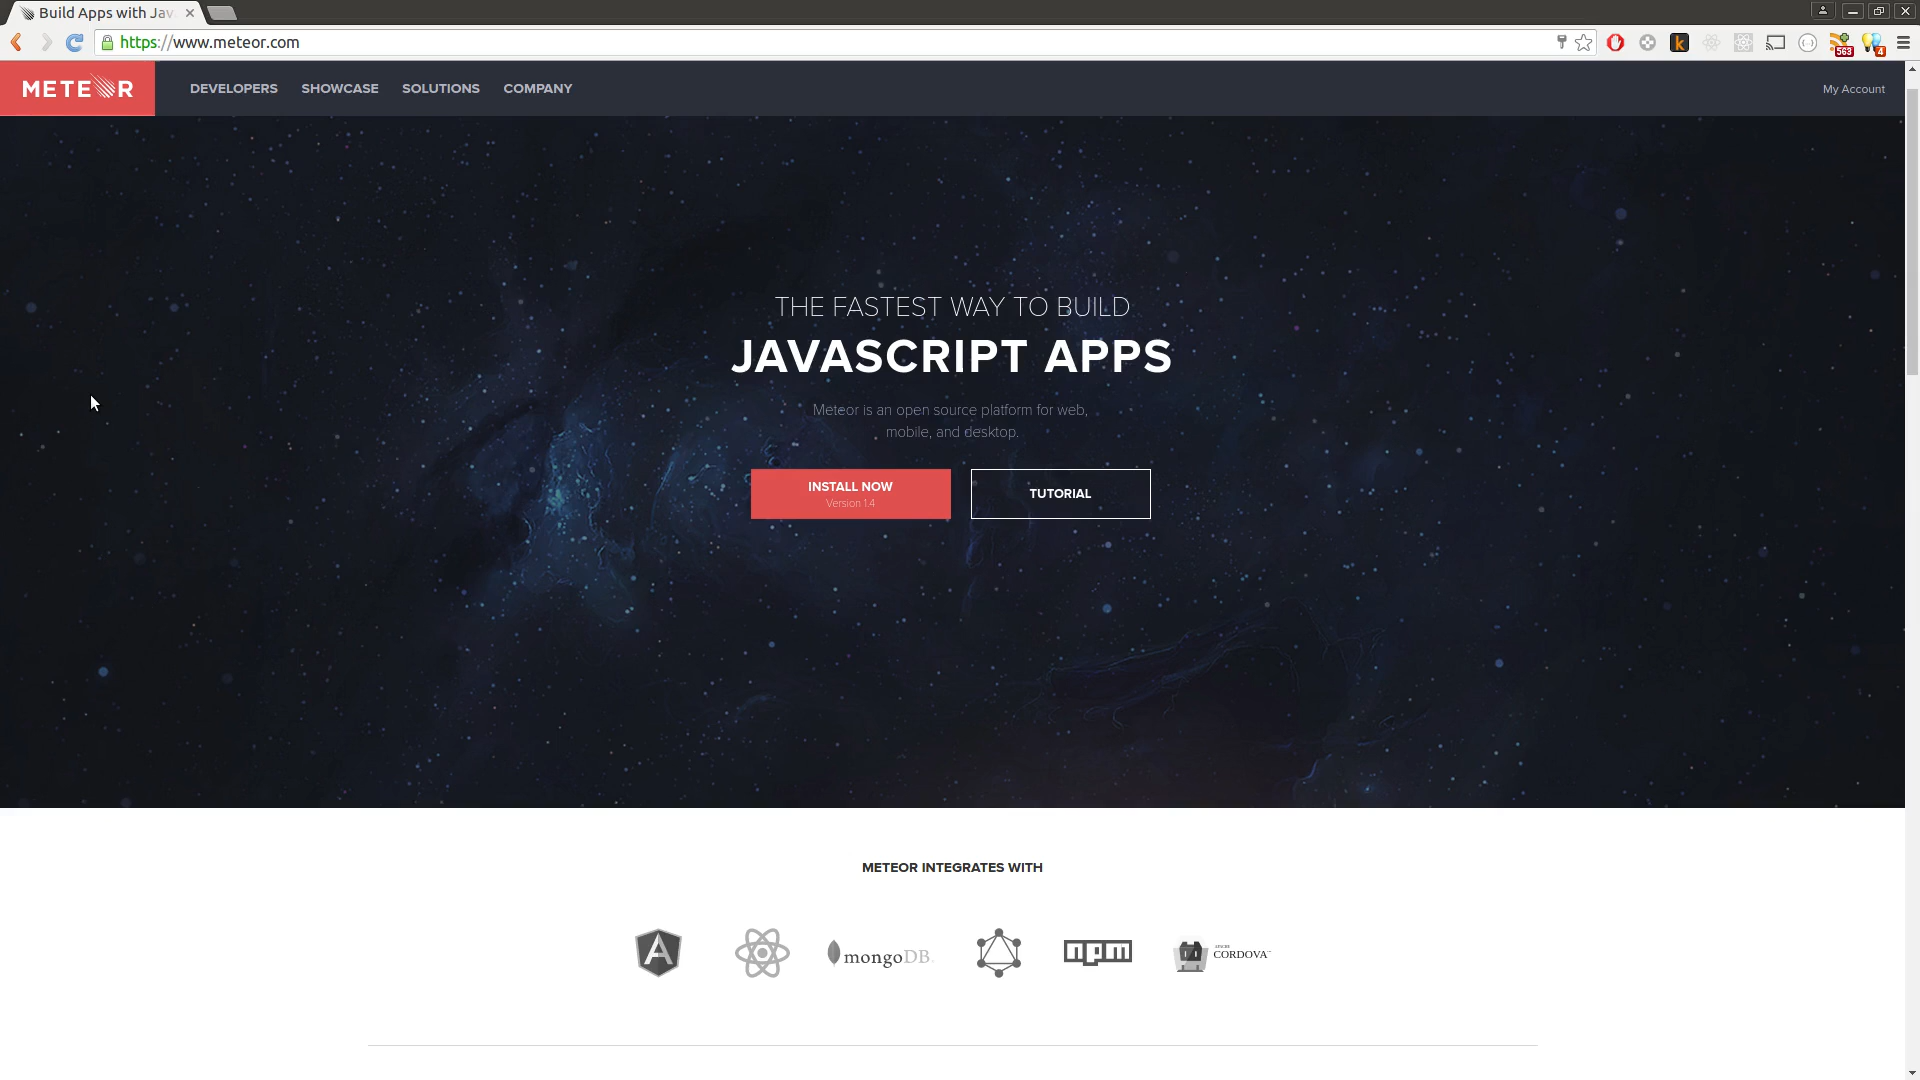 Build Apps with Jav
https://www.meteor.com
563
4
METEOR
DEVELOPERS
SHOWCASE
SOLUTIONS
COMPANY
My Account
THE FASTEST WAY TO BUILD
JAVASCRIPT APPS
Meteor is an open source platform for web,
mobile, and desktop.
INSTALL NOW
Version 1.4
TUTORIAL
METEOR INTEGRATES WITH
mongoDB
npm
CORDOVA